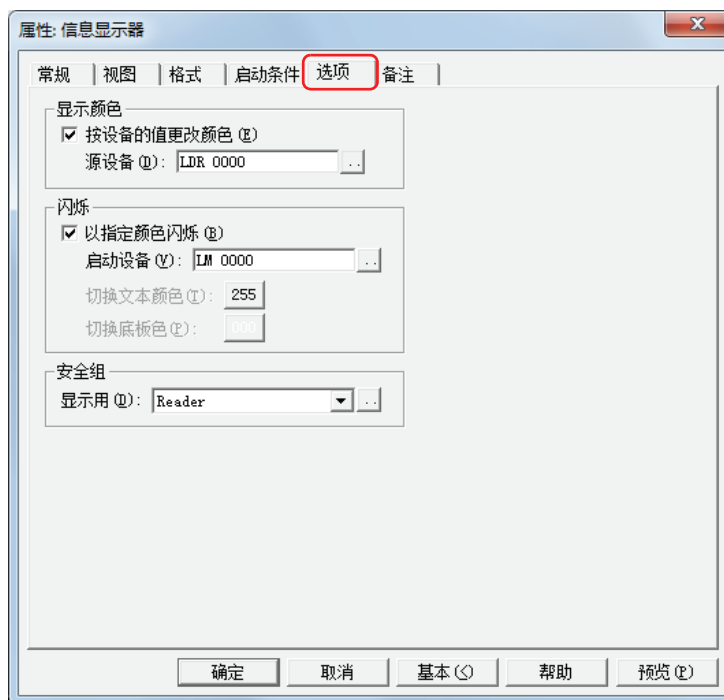 属性: 信息显示器
常规 视图 格式 启动条件 选项 备注
显示颜色
按设备的值更改颜色(E)
源设备(D): LDR 0000 ..
闪烁
以指定颜色闪烁(B)
启动设备(V): LM 0000 ..
切换文本颜色(T): 255
切换底板色(P): 000
安全组
显示用(D): Reader ..
确定 取消 基本(<) 帮助 预览(P)